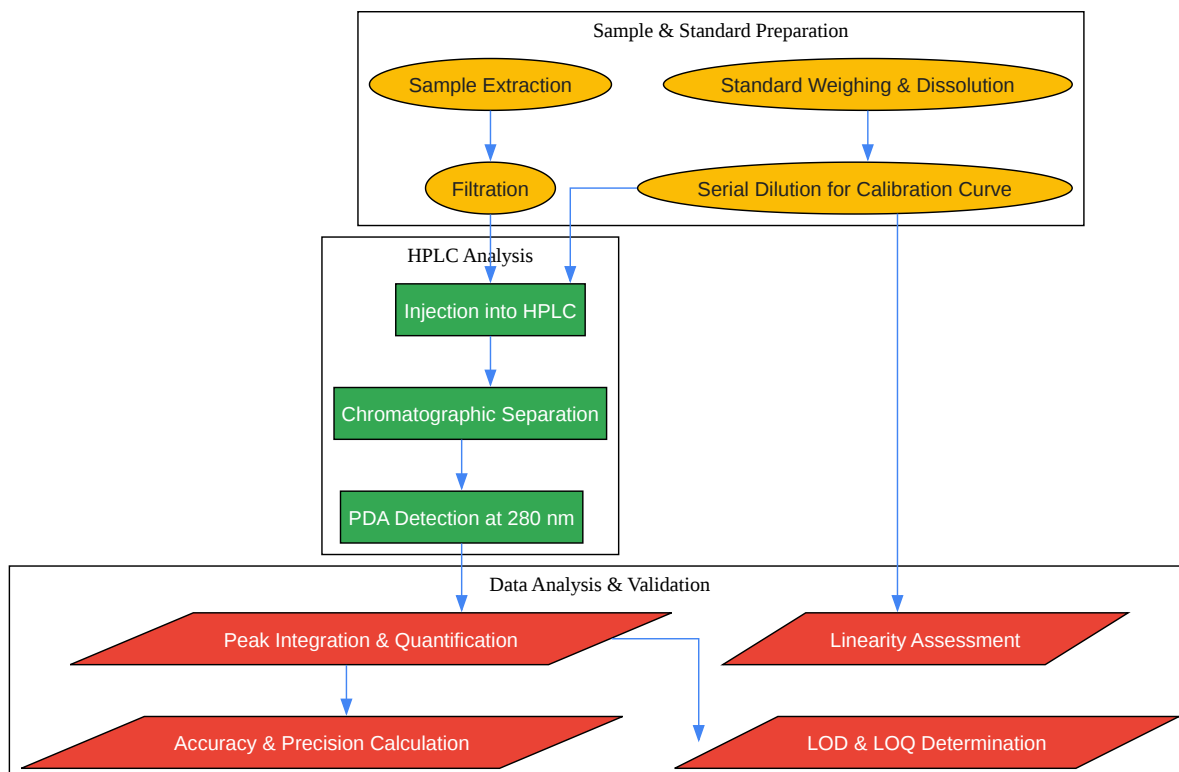 Sample & Standard Preparation
Sample Extraction
Standard Weighing & Dissolution
Filtration
Serial Dilution for Calibration Curve
HPLC Analysis
Injection into HPLC
Chromatographic Separation
PDA Detection at 280 nm
Data Analysis & Validation
Peak Integration & Quantification
Linearity Assessment
Accuracy & Precision Calculation
LOD & LOQ Determination